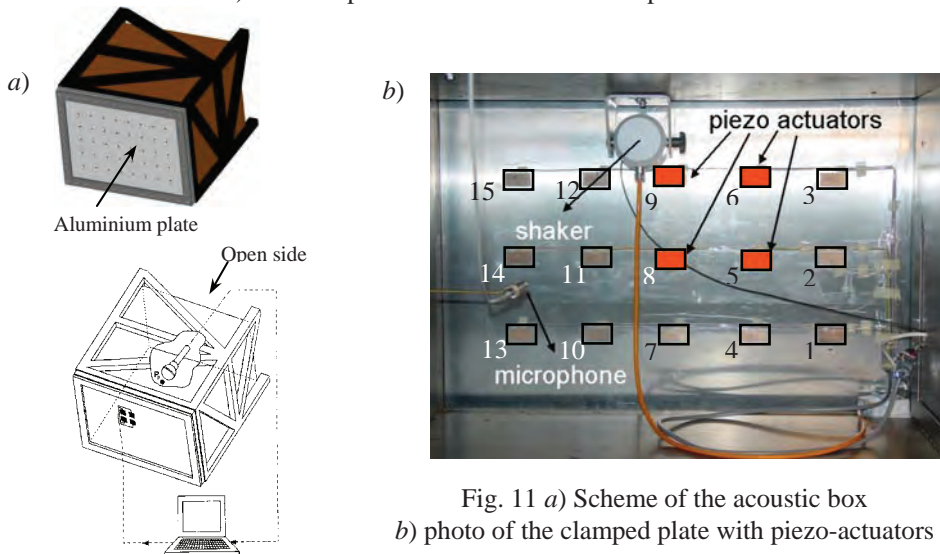 a)
Aluminium plate
Open side
b)
piezo actuators
15 12 9 6 3
shaker
14 11 8 5 2
13 10 7 4 1
microphone
Fig. 11 a) Scheme of the acoustic box
b) photo of the clamped plate with piezo-actuators